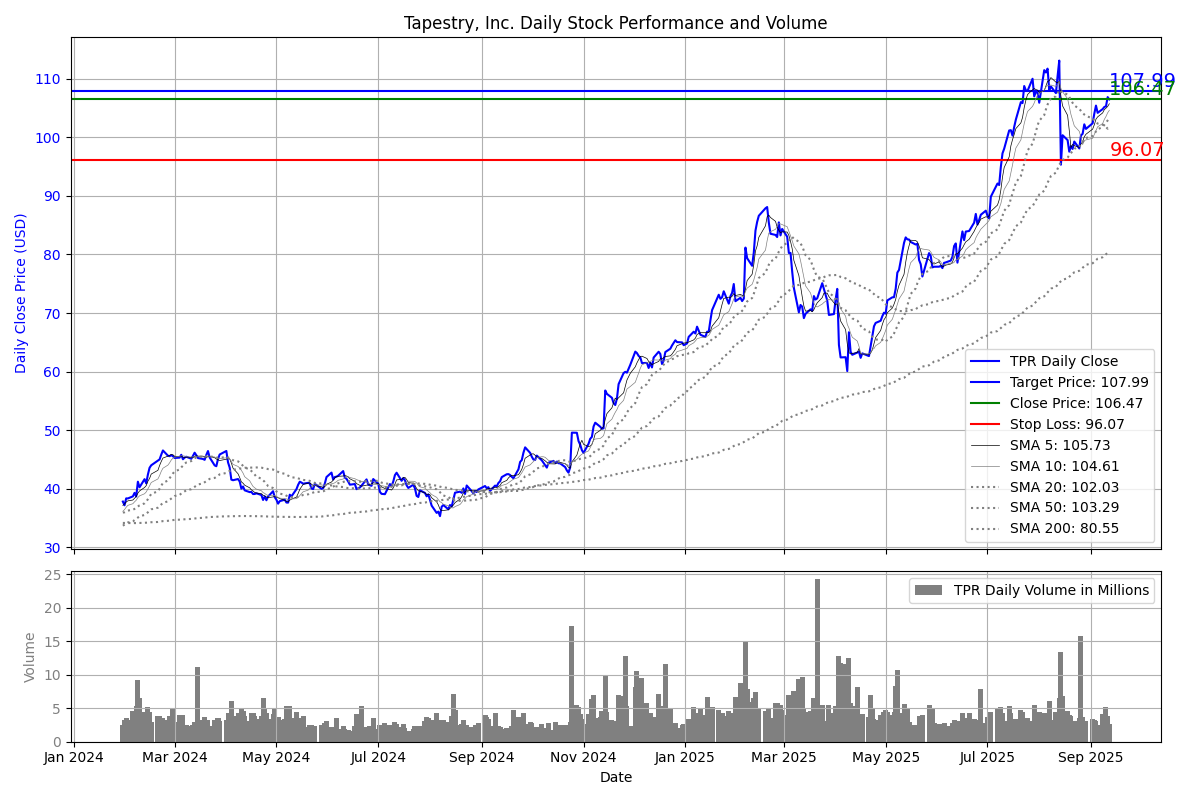 Tapestry, Inc. Daily Stock Performance and Volume
Daily Close Price (USD)
110
100
90
80
70
60
50
40
30
107.99
106.47
96.07
TPR Daily Close
Target Price: 107.99
Close Price: 106.47
Stop Loss: 96.07
SMA 5: 105.73
SMA 10: 104.61
SMA 20: 102.03
SMA 50: 103.29
SMA 200: 80.55
Volume
25
20
15
10
5
0
TPR Daily Volume in Millions
Jan 2024 Mar 2024 May 2024 Jul 2024 Sep 2024 Nov 2024 Jan 2025 Mar 2025 May 2025 Jul 2025 Sep 2025
Date